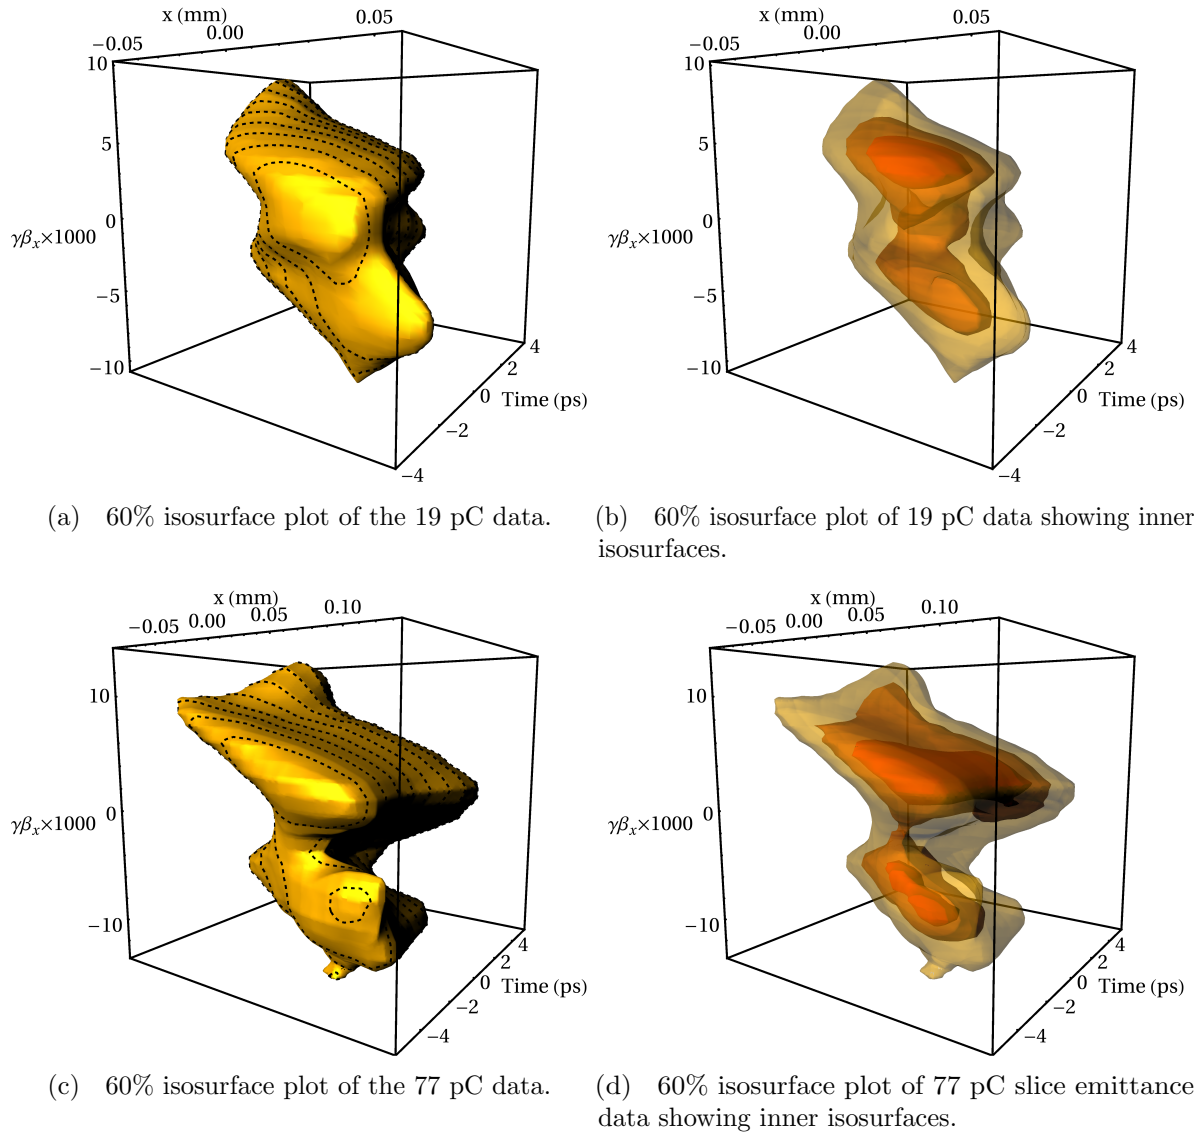 x (mm)
−0.05 0.00 0.05
10
5
0
γβx×1000
−5
−10
4
2
0 Time (ps)
−2
−4
x (mm)
−0.05 0.00 0.05
10
5
0
γβx×1000
−5
−10
4
2
0 Time (ps)
−2
−4
(a) 60% isosurface plot of the 19 pC data.
(b) 60% isosurface plot of 19 pC data showing inner
isosurfaces.
x (mm)
−0.05 0.00 0.05 0.10
10
0
γβx×1000
−10
4
2
0 Time (ps)
−2
−4
x (mm)
−0.05 0.00 0.05 0.10
10
0
γβx×1000
−10
4
2
0 Time (ps)
−2
−4
(c) 60% isosurface plot of the 77 pC data.
(d) 60% isosurface plot of 77 pC slice emittance
data showing inner isosurfaces.